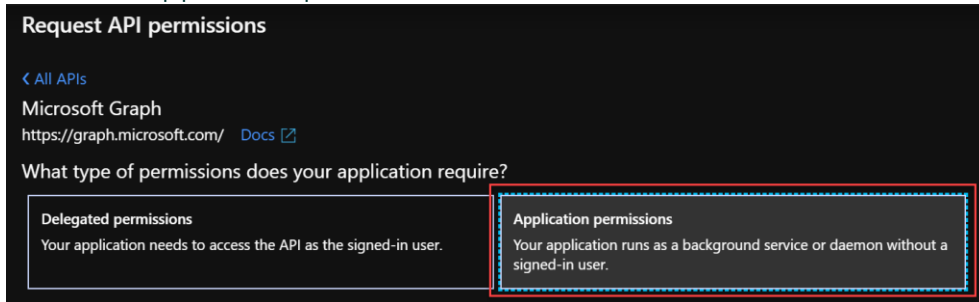 Request API permissions
All APIs
Microsoft Graph
https://graph.microsoft.com/ Docs
What type of permissions does your application require?
Delegated permissions
Your application needs to access the API as the signed-in user.
Application permissions
Your application runs as a background service or daemon without a
signed-in user.